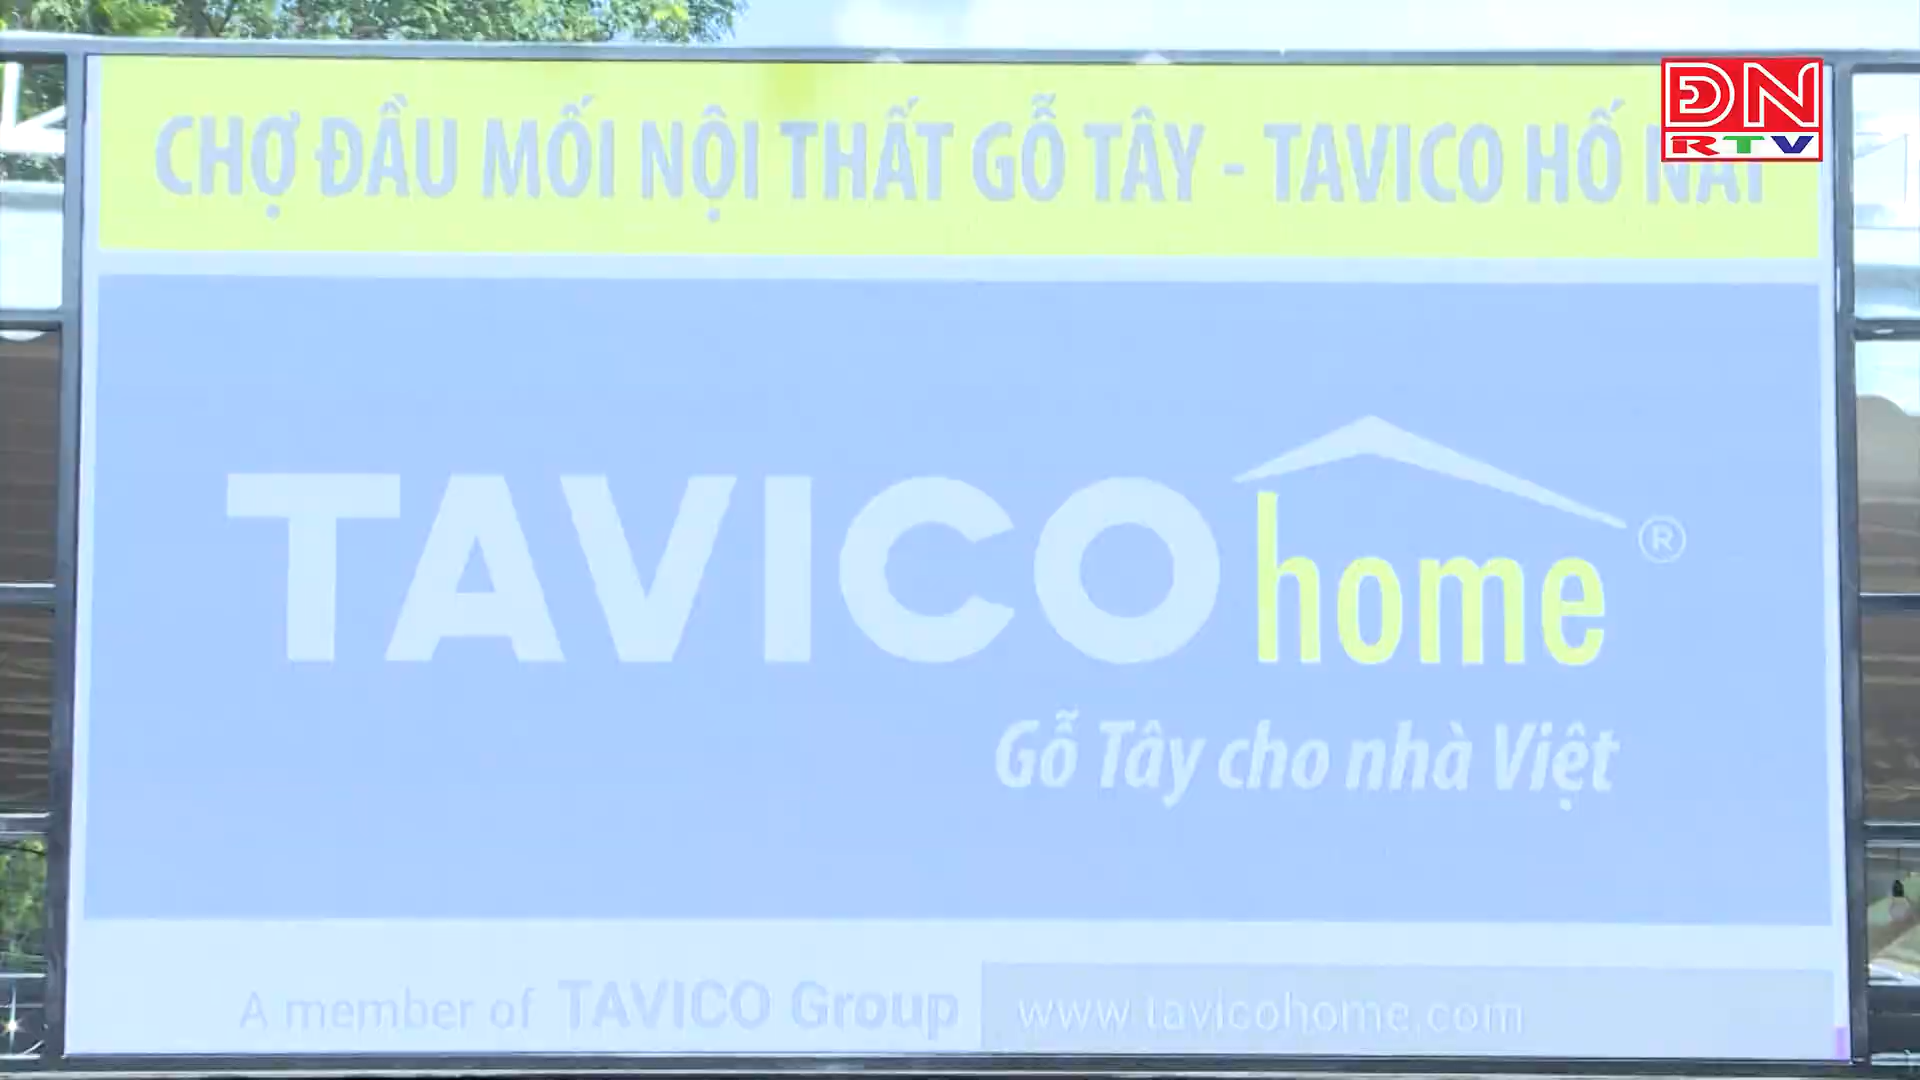 CHỢ ĐẦU MỐI NỘI THẤT GỖ TÂY - TAVICO HỐ NAI
ĐN
RTV
TAVICO home ®
Gỗ Tây cho nhà Việt
A member of TAVICO Group
www.tavicohome.com